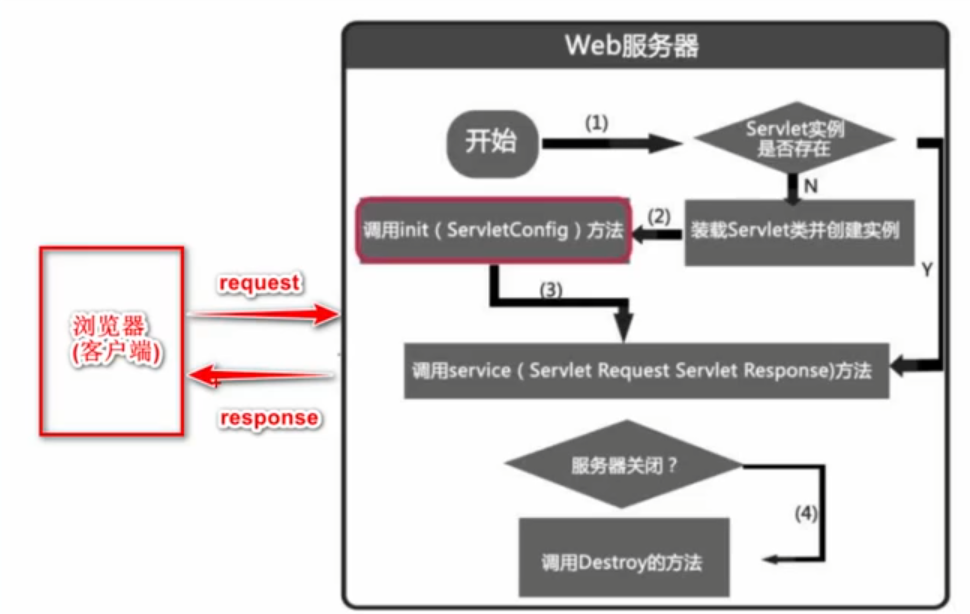 Web服务器
开始
(1)
Servlet实例
是否存在
N
Y
调用init（ServletConfig）方法
(2)
装载Servlet类并创建实例
(3)
request
浏览器
(客户端)
response
调用service（Servlet Request Servlet Response)方法
服务器关闭？
(4)
调用Destroy的方法